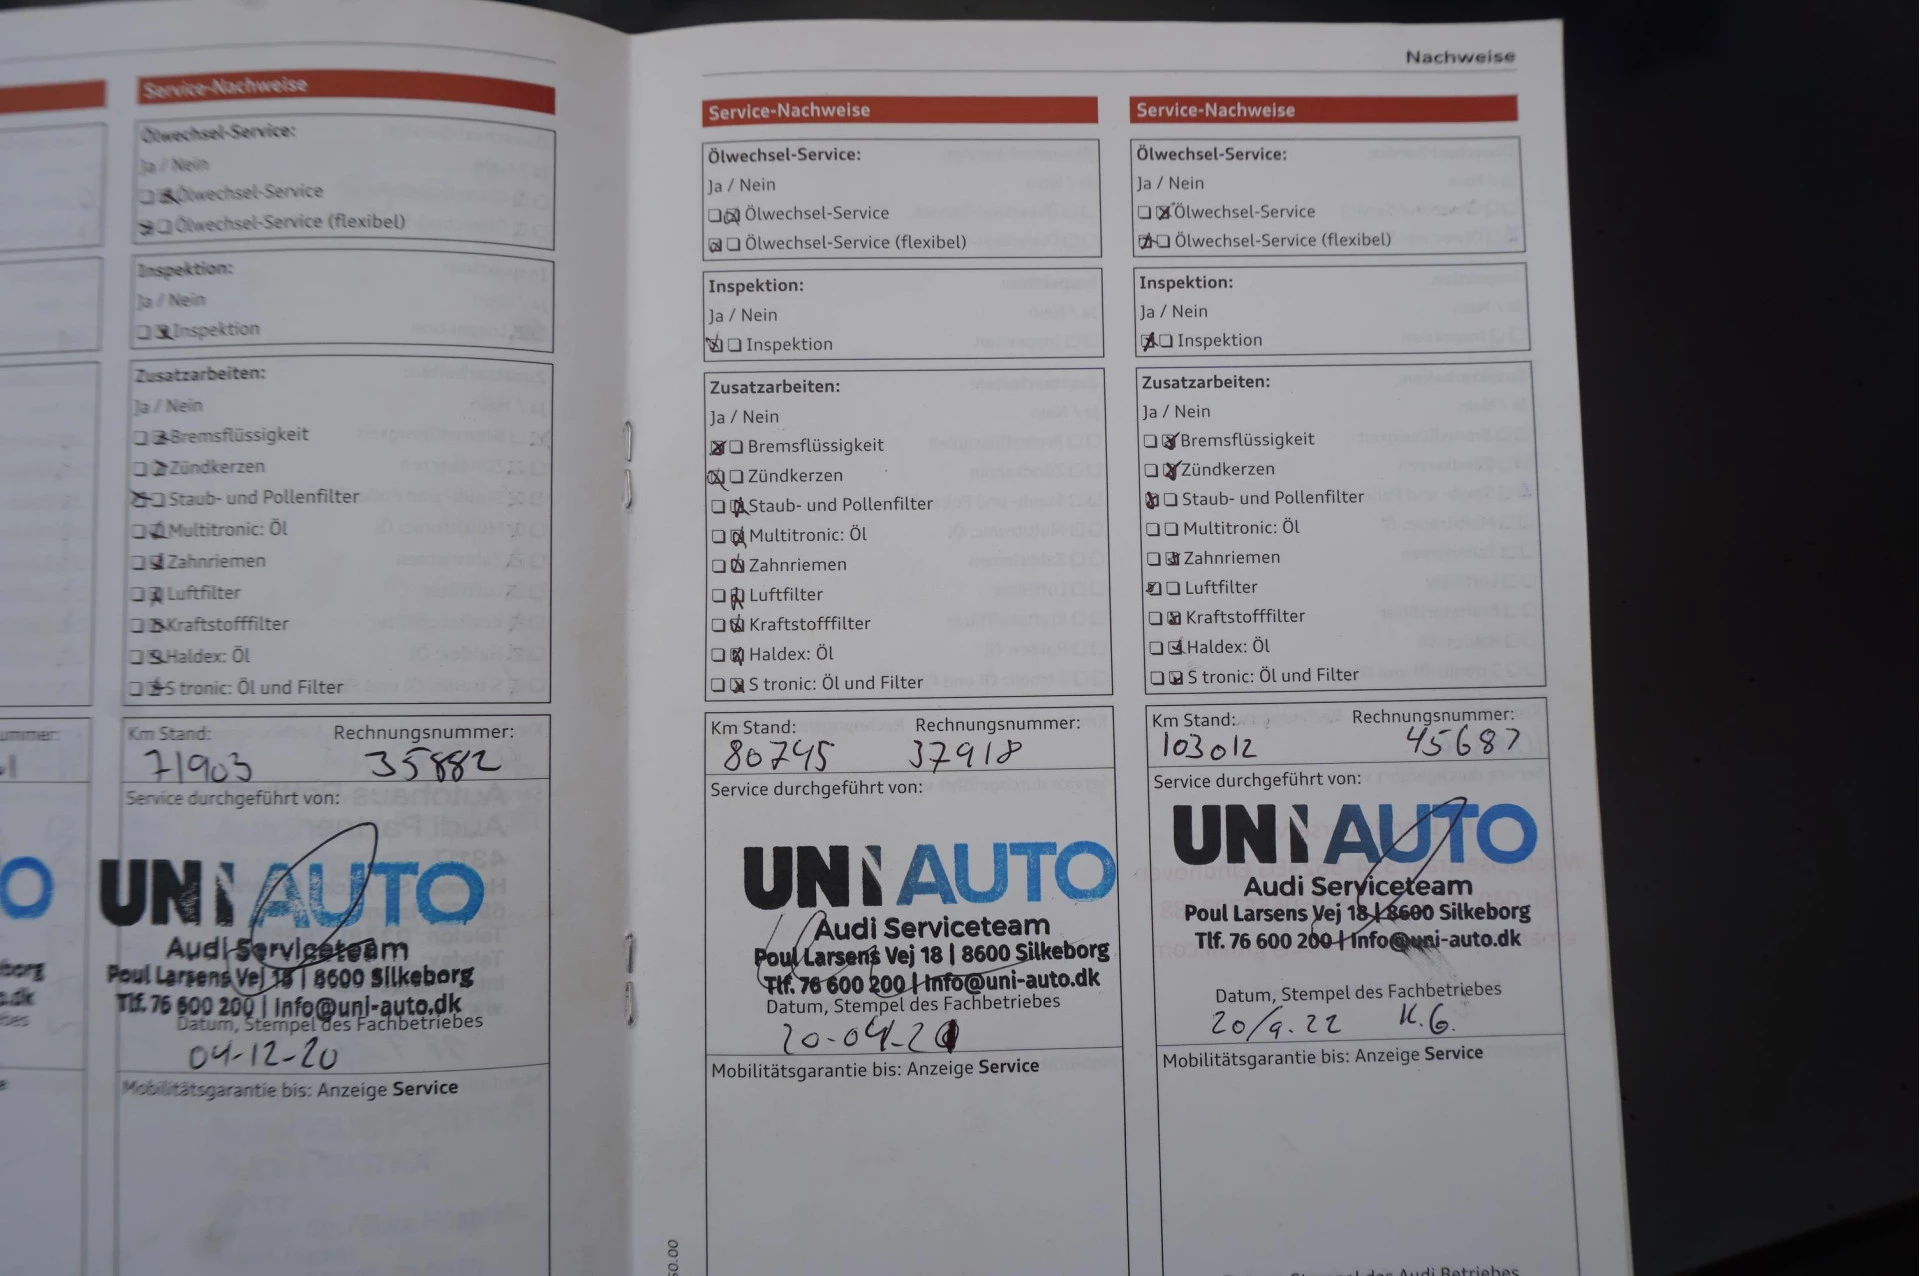 Nachweise
Service-Nachweise
Ölwechsel-Service:
Ja / Nein
Ölwechsel-Service
Ölwechsel-Service (flexibel)
Inspektion:
Ja / Nein
Inspektion
Zusatzarbeiten:
Ja / Nein
Bremsflüssigkeit
Zündkerzen
Staub- und Pollenfilter
Multitronic: Öl
Zahnriemen
Luftfilter
Kraftstofffilter
Haldex: Öl
S tronic: Öl und Filter
Km Stand: Rechnungsnummer:
71903 35882
Service durchgeführt von:
UNI AUTO
Audi Serviceteam
Poul Larsens Vej 18 | 8600 Silkeborg
Tlf. 76 600 200 | Info@uni-auto.dk
Datum, Stempel des Fachbetriebes
04-12-20
Mobilitätsgarantie bis: Anzeige Service
Service-Nachweise
Ölwechsel-Service:
Ja / Nein
Ölwechsel-Service
Ölwechsel-Service (flexibel)
Inspektion:
Ja / Nein
Inspektion
Zusatzarbeiten:
Ja / Nein
Bremsflüssigkeit
Zündkerzen
Staub- und Pollenfilter
Multitronic: Öl
Zahnriemen
Luftfilter
Kraftstofffilter
Haldex: Öl
S tronic: Öl und Filter
Km Stand: Rechnungsnummer:
80745 37918
Service durchgeführt von:
UNI AUTO
Audi Serviceteam
Poul Larsens Vej 18 | 8600 Silkeborg
Tlf. 76 600 200 | Info@uni-auto.dk
Datum, Stempel des Fachbetriebes
20-04-21
Mobilitätsgarantie bis: Anzeige Service
Service-Nachweise
Ölwechsel-Service:
Ja / Nein
Ölwechsel-Service
Ölwechsel-Service (flexibel)
Inspektion:
Ja / Nein
Inspektion
Zusatzarbeiten:
Ja / Nein
Bremsflüssigkeit
Zündkerzen
Staub- und Pollenfilter
Multitronic: Öl
Zahnriemen
Luftfilter
Kraftstofffilter
Haldex: Öl
S tronic: Öl und Filter
Km Stand: Rechnungsnummer:
103012 45687
Service durchgeführt von:
UNI AUTO
Audi Serviceteam
Poul Larsens Vej 18 | 8600 Silkeborg
Tlf. 76 600 200 | Info@uni-auto.dk
Datum, Stempel des Fachbetriebes
20/9.22 K.G.
Mobilitätsgarantie bis: Anzeige Service
Stempel des Audi Betriebes